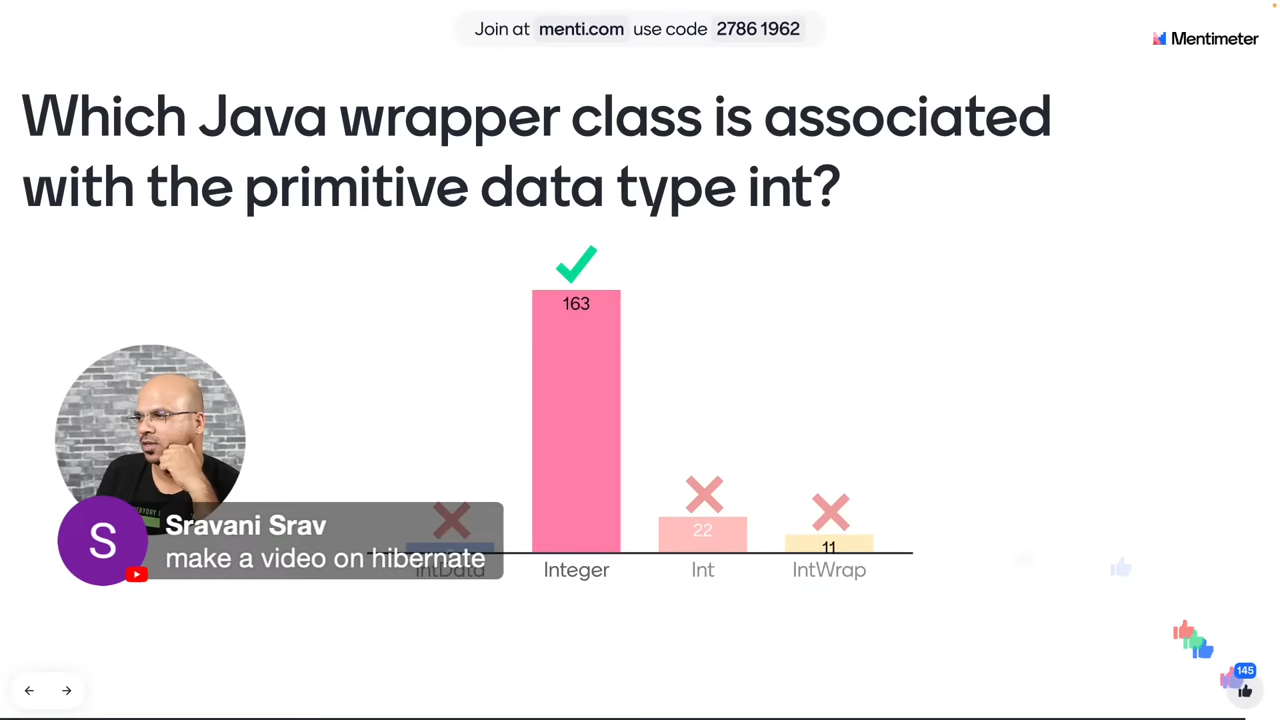 Join at menti.com use code 2786 1962
Mentimeter
Which Java wrapper class is associated
with the primitive data type int?
163
22
11
IntData
Integer
Int
IntWrap
S
Sravani Srav
make a video on hibernate
145